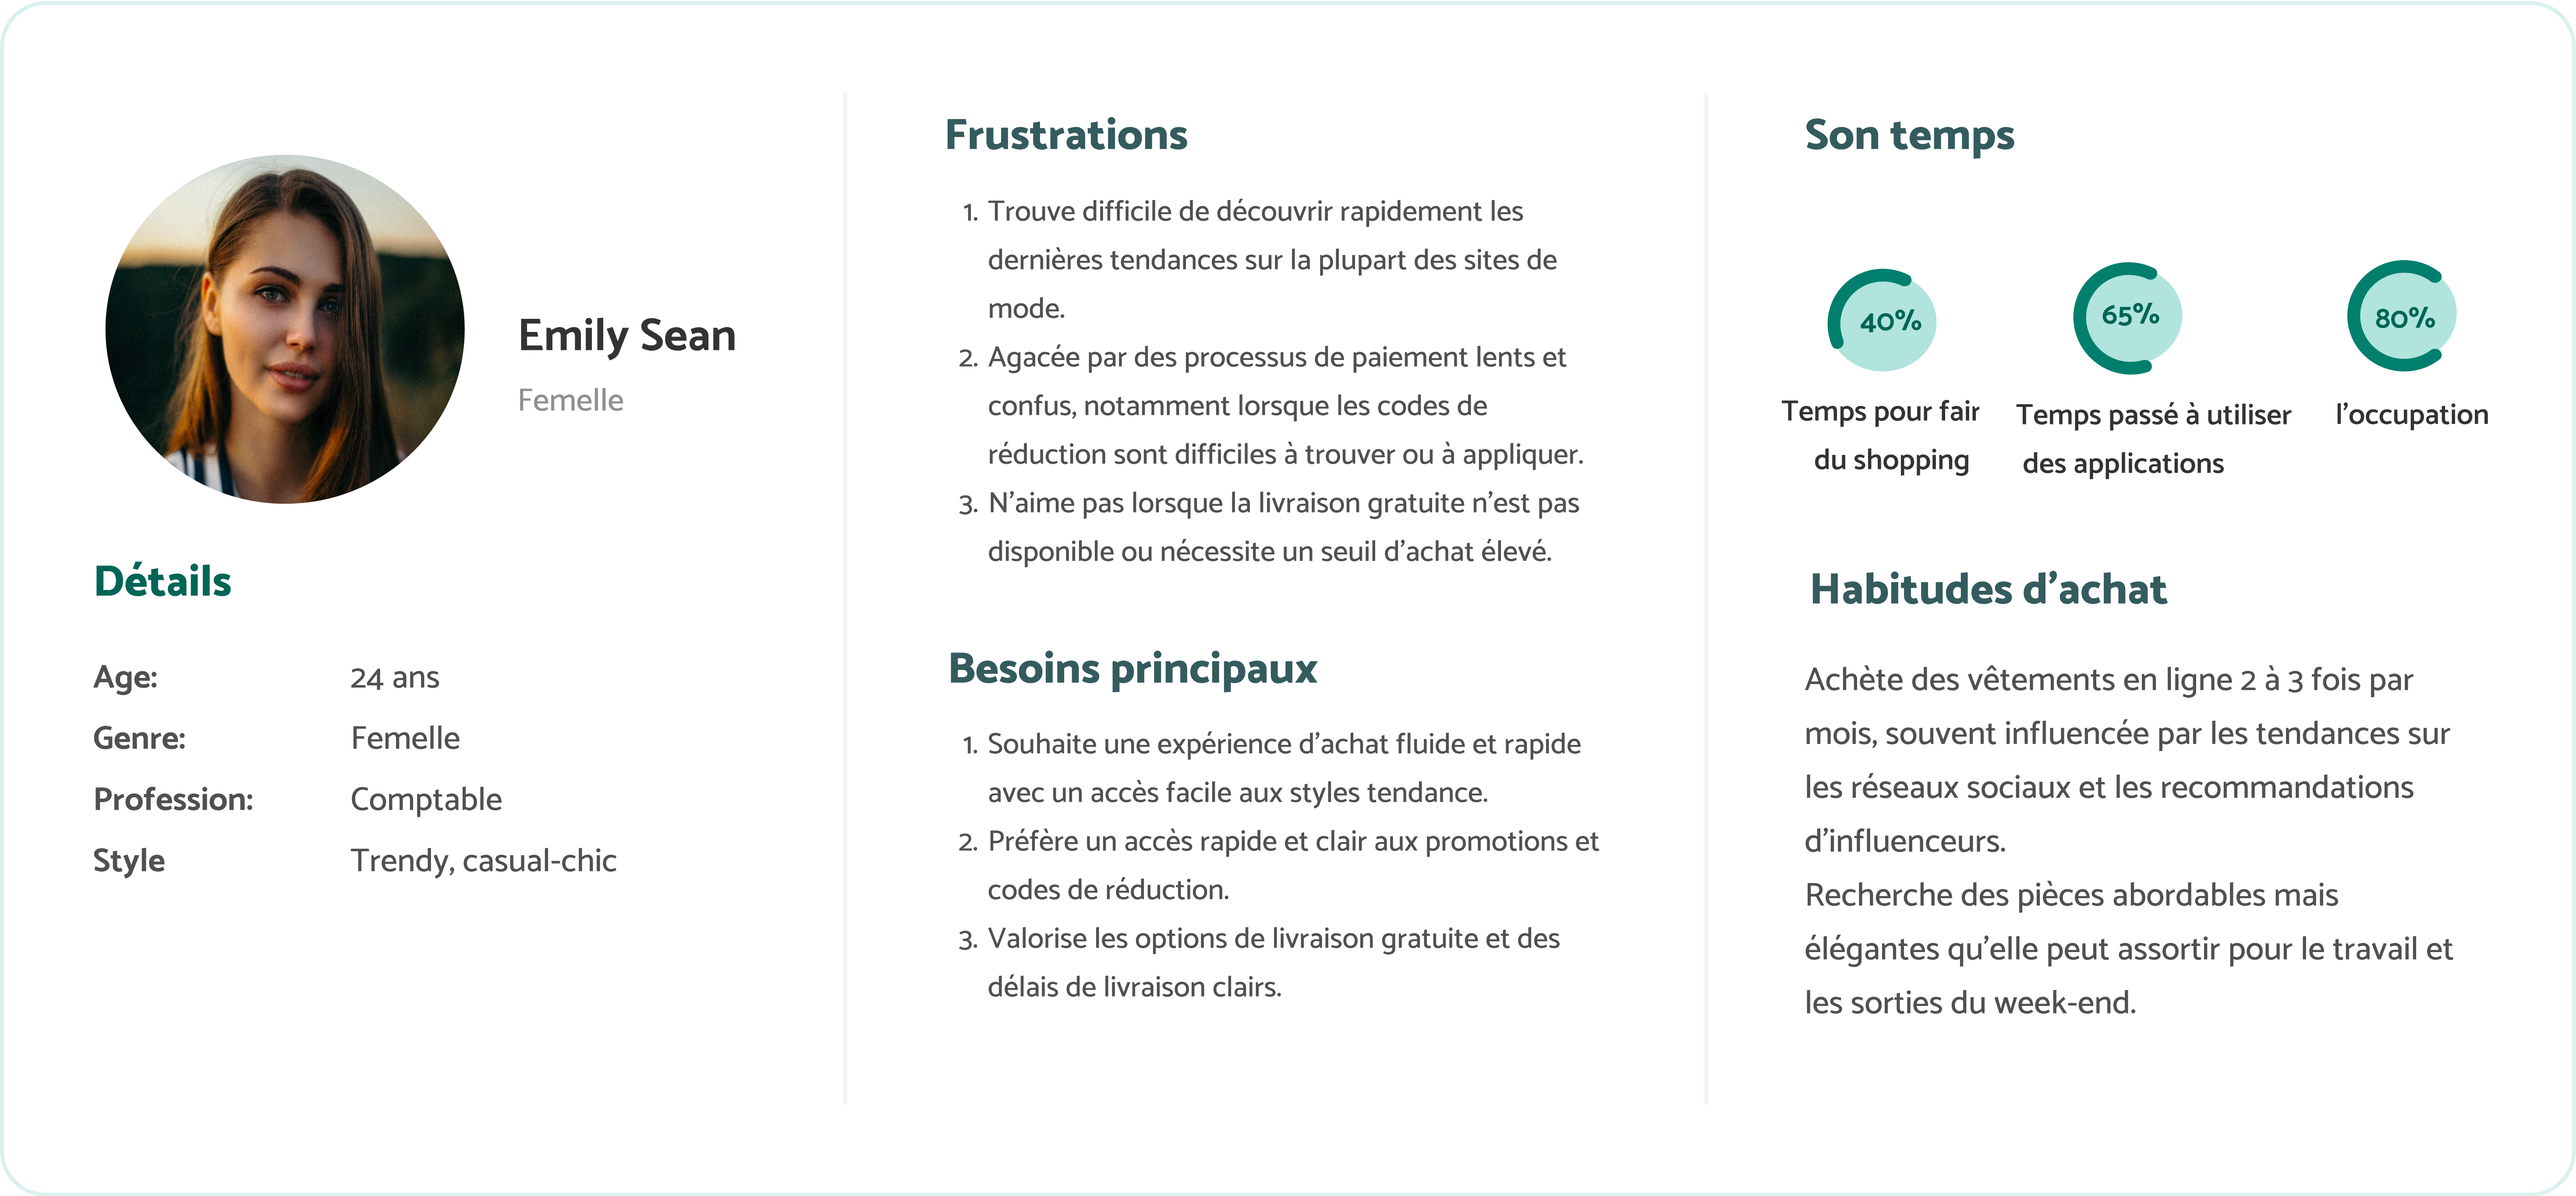 Emily Sean
Femelle
Détails
Age: 24 ans
Genre: Femelle
Profession: Comptable
Style Trendy, casual-chic
Frustrations
1. Trouve difficile de découvrir rapidement les
dernières tendances sur la plupart des sites de
mode.
2. Agacée par des processus de paiement lents et
confus, notamment lorsque les codes de
réduction sont difficiles à trouver ou à appliquer.
3. N’aime pas lorsque la livraison gratuite n’est pas
disponible ou nécessite un seuil d’achat élevé.
Besoins principaux
1. Souhaite une expérience d’achat fluide et rapide
avec un accès facile aux styles tendance.
2. Préfère un accès rapide et clair aux promotions et
codes de réduction.
3. Valorise les options de livraison gratuite et des
délais de livraison clairs.
Son temps
40%
Temps pour fair
du shopping
65%
Temps passé à utiliser
des applications
80%
l’occupation
Habitudes d’achat
Achète des vêtements en ligne 2 à 3 fois par
mois, souvent influencée par les tendances sur
les réseaux sociaux et les recommandations
d’influenceurs.
Recherche des pièces abordables mais
élégantes qu’elle peut assortir pour le travail et
les sorties du week-end.